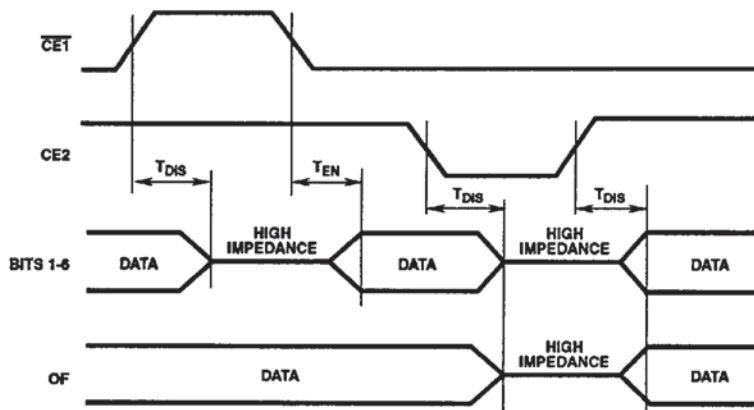 CE1
CE2
TDIS
TEN
TDIS
TDIS
BITS 1-6
DATA
HIGH
IMPEDANCE
DATA
HIGH
IMPEDANCE
DATA
OF
DATA
HIGH
IMPEDANCE
DATA